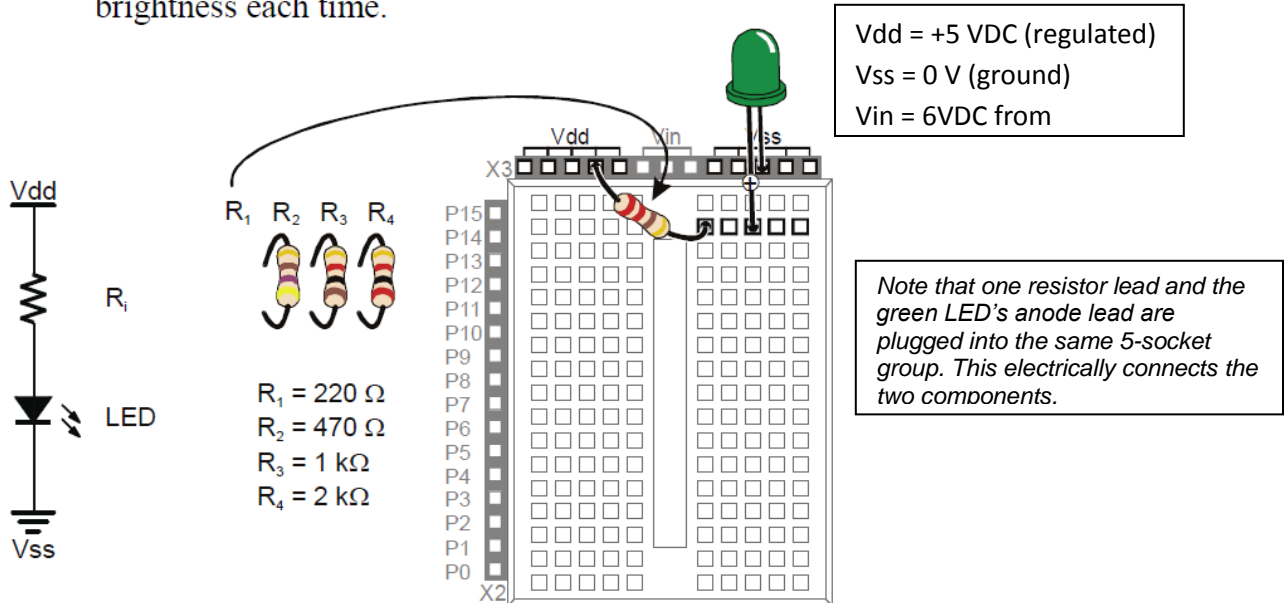 brightness each time.
Vdd = +5 VDC (regulated)
Vss = 0 V (ground)
Vin = 6VDC from
Vdd Vin Vss
X3
Vdd
R1 R2 R3 R4
Ri
LED
Vss
R1 = 220 Ω
R2 = 470 Ω
R3 = 1 kΩ
R4 = 2 kΩ
P15
P14
P13
P12
P11
P10
P9
P8
P7
P6
P5
P4
P3
P2
P1
P0
X2
+
Note that one resistor lead and the
green LED’s anode lead are
plugged into the same 5-socket
group. This electrically connects the
two components.